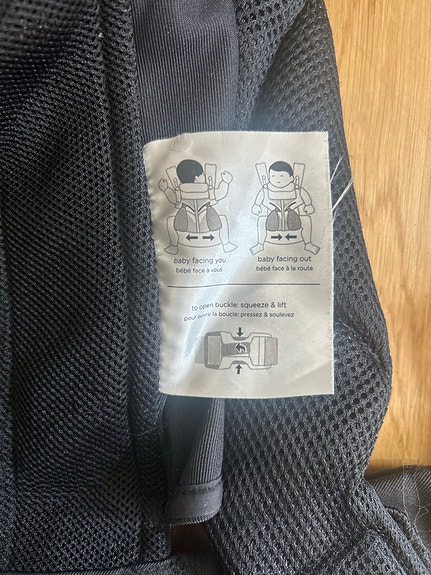 baby facing you
bébé face à vous
baby facing out
bébé face à la route
to open buckle: squeeze & lift
pour ouvrir la boucle: pressez & soulevez